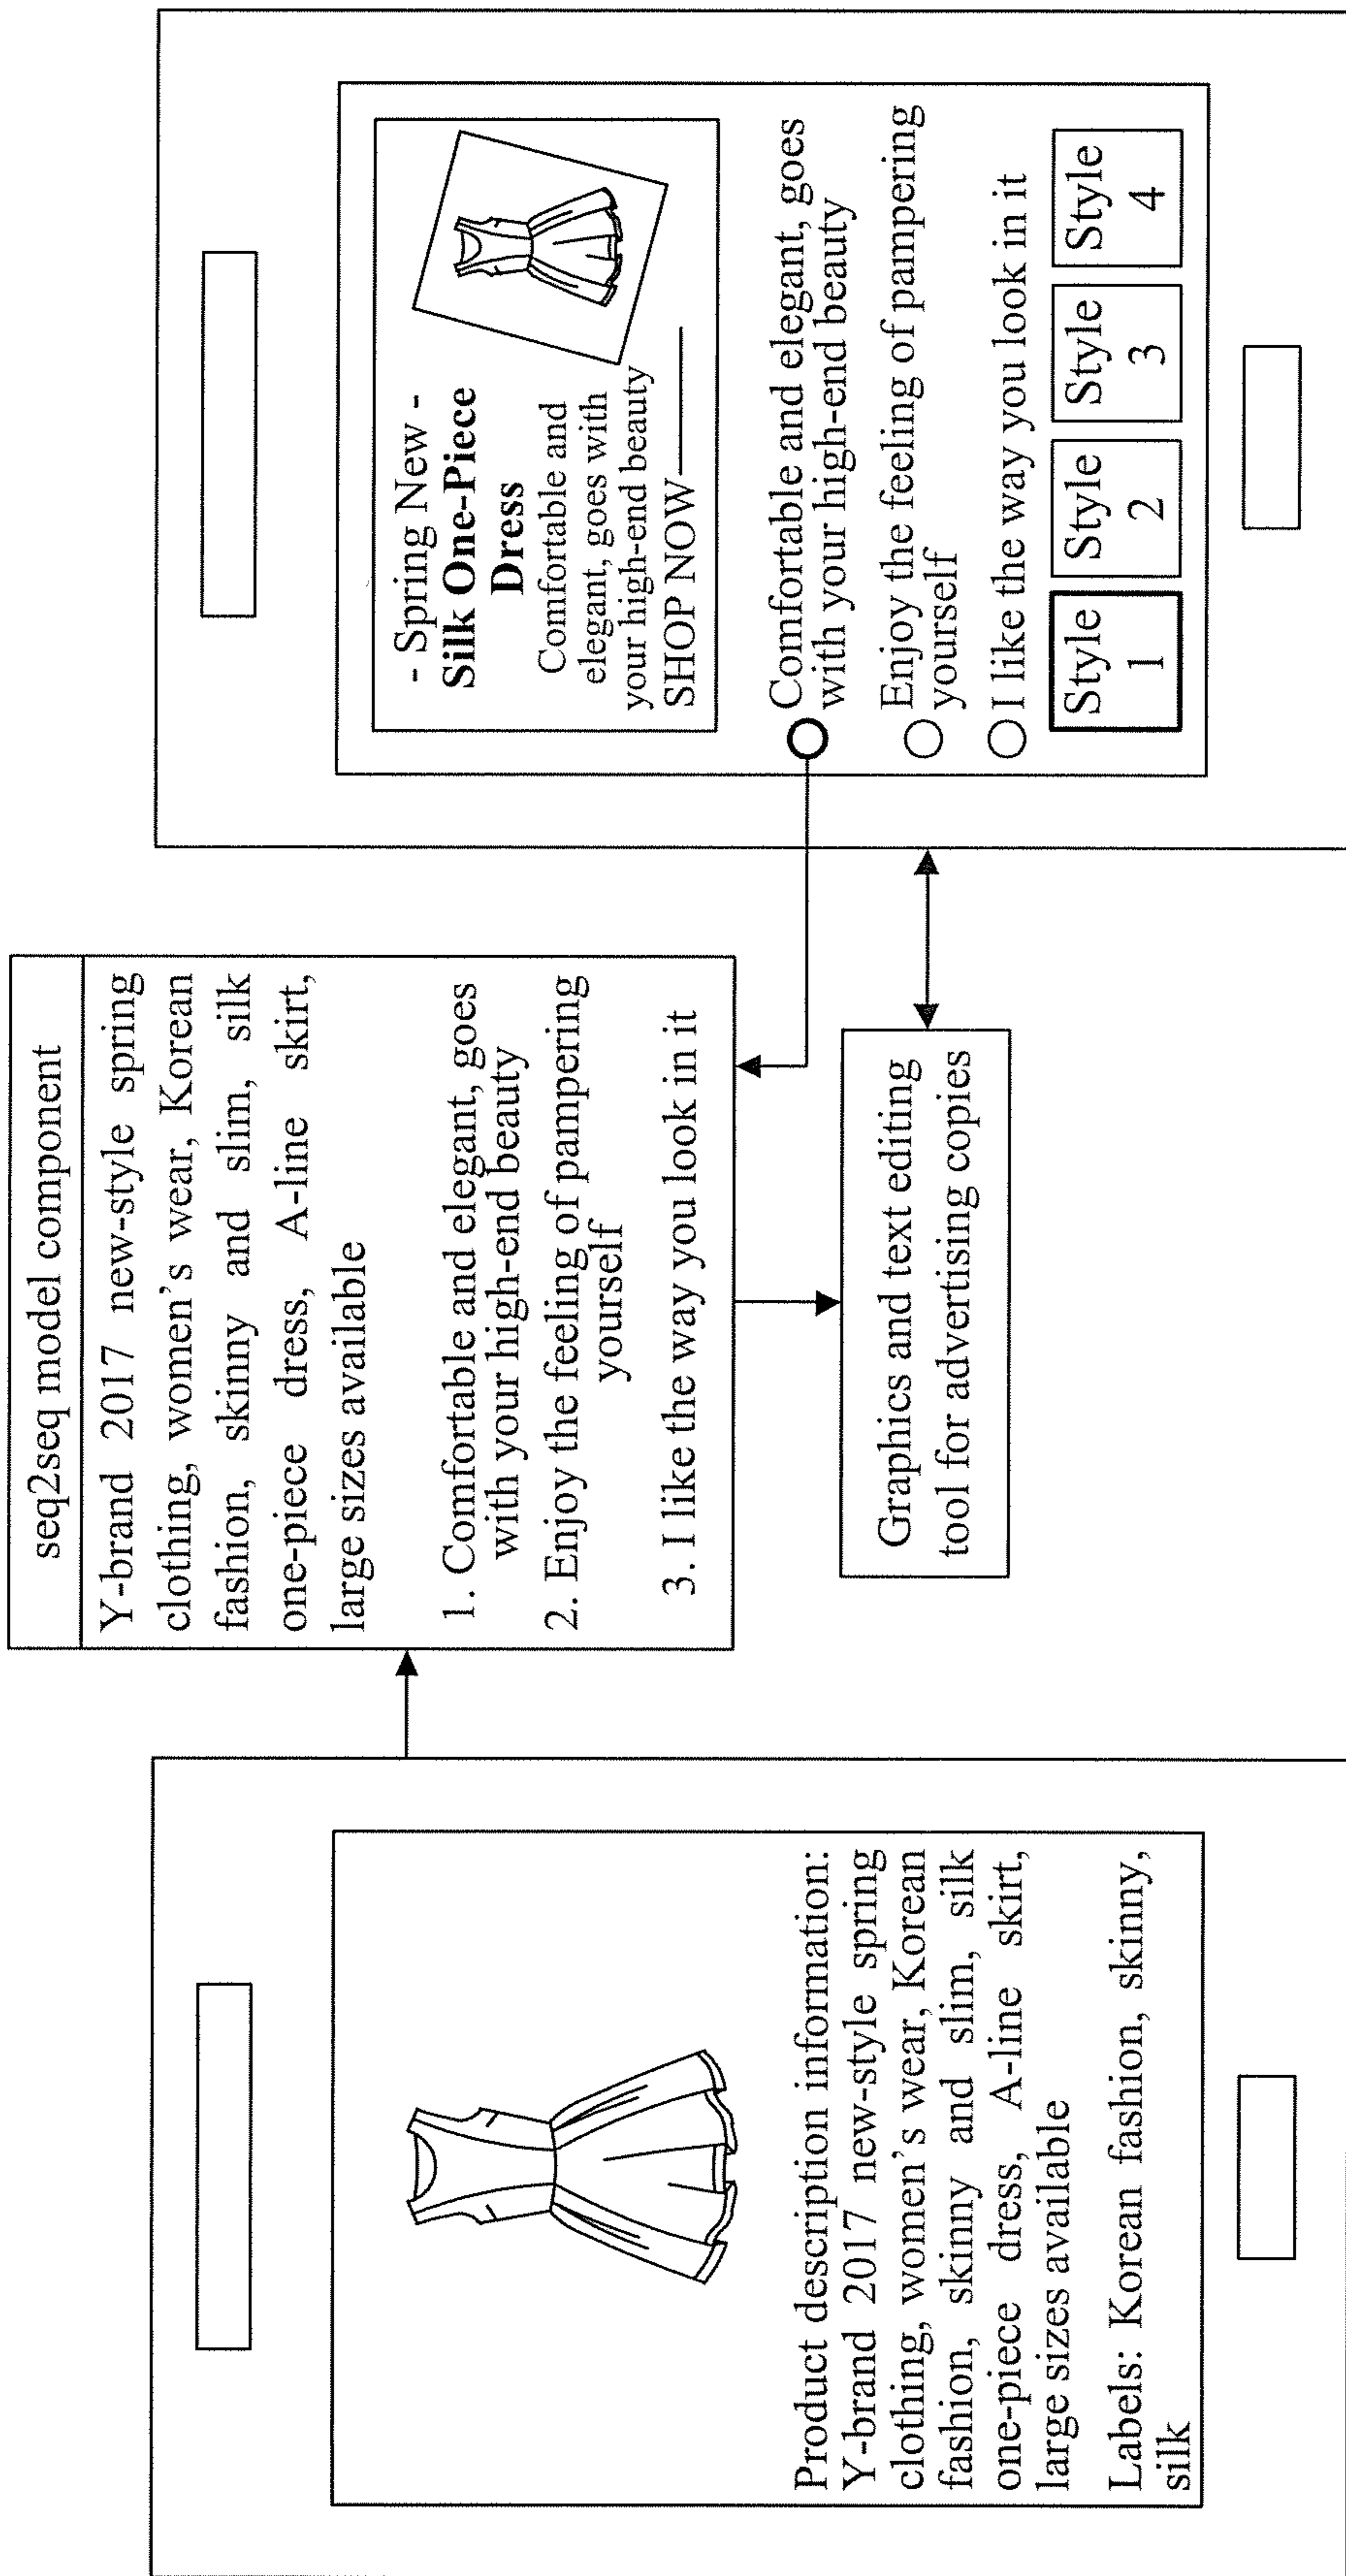 Product description information:
Y-brand 2017 new-style spring
clothing, women's wear, Korean
fashion, skinny and slim, silk
one-piece dress, A-line skirt,
large sizes available
Labels: Korean fashion, skinny,
silk
seq2seq model component
Y-brand 2017 new-style spring
clothing, women's wear, Korean
fashion, skinny and slim, silk
one-piece dress, A-line skirt,
large sizes available
1. Comfortable and elegant, goes
with your high-end beauty
2. Enjoy the feeling of pampering
yourself
3. I like the way you look in it
Graphics and text editing
tool for advertising copies
- Spring New -
Silk One-Piece
Dress
Comfortable and
elegant, goes with
your high-end beauty
SHOP NOW
Comfortable and elegant, goes
with your high-end beauty
Enjoy the feeling of pampering
yourself
I like the way you look in it
Style
1
Style
2
Style
3
Style
4